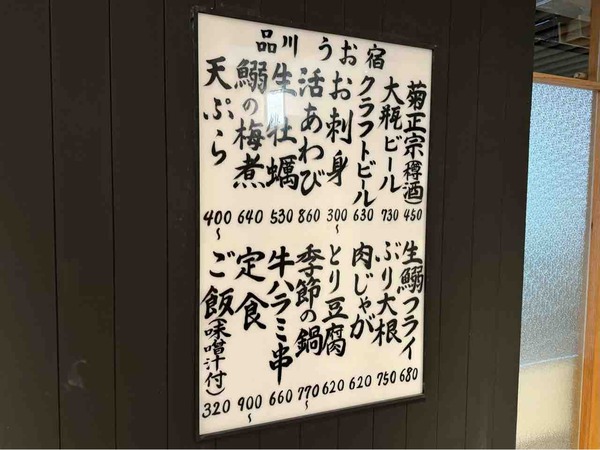 品川 うお宿
菊正宗(樽酒) 450
大瓶ビール 730
クラフトビール 630
お刺身 300〜
活あわび 860
生牡蠣 530
鰯の梅煮 640
天ぷら 400〜
生鰯フライ 680
ぶり大根 750
肉じゃが 620
とり豆腐 620
季節の鍋 770〜
牛ハラミ串 660
定食 900〜
ご飯(味噌汁付) 320